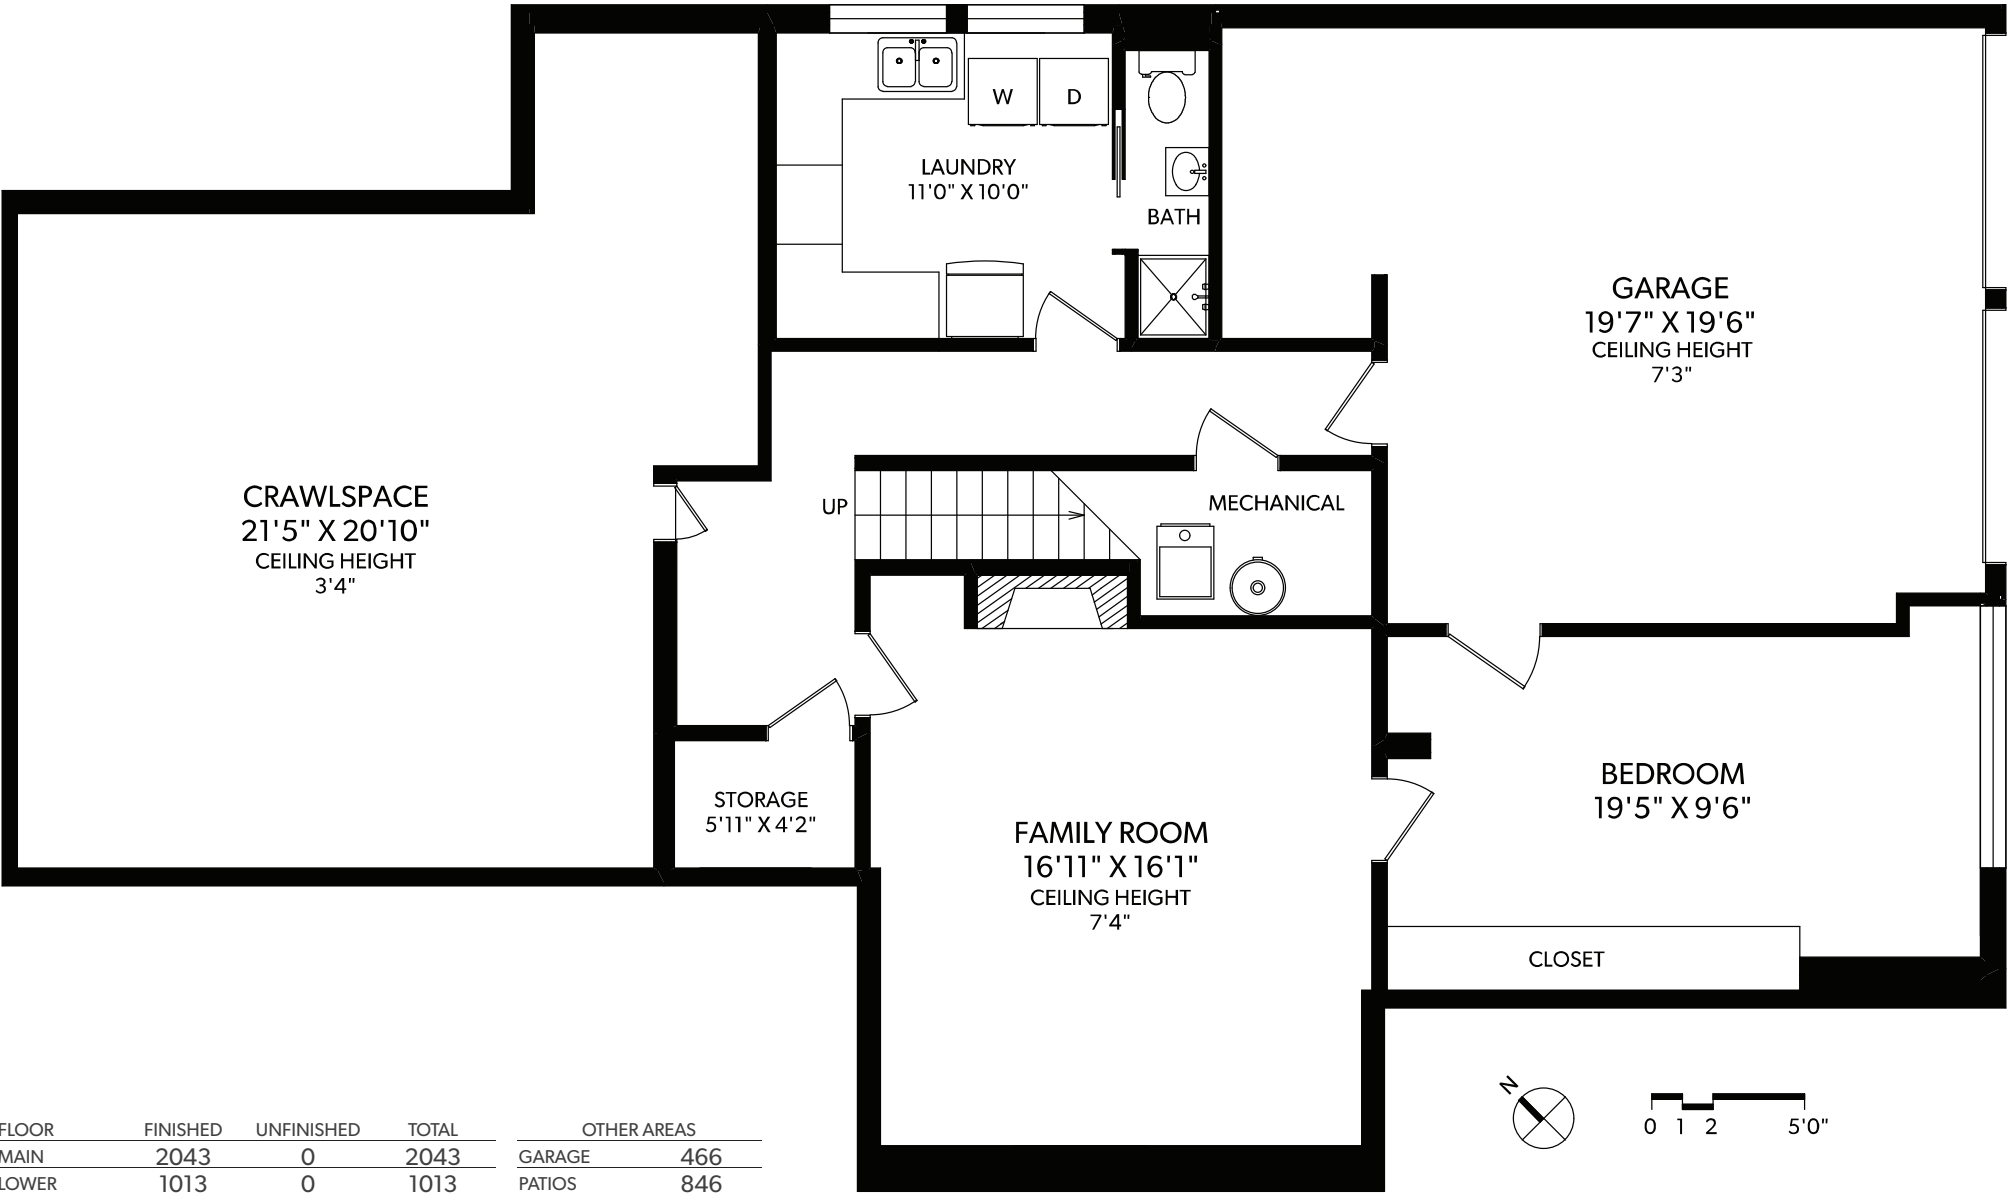 W
D
LAUNDRY
11'0" X 10'0"
BATH
GARAGE
19'7" X 19'6"
CEILING HEIGHT
7'3"
CRAWLSPACE
21'5" X 20'10"
CEILING HEIGHT
3'4"
UP
MECHANICAL
STORAGE
5'11" X 4'2"
FAMILY ROOM
16'11" X 16'1"
CEILING HEIGHT
7'4"
BEDROOM
19'5" X 9'6"
CLOSET
N
0 1 2 5'0"
FLOOR FINISHED UNFINISHED TOTAL OTHER AREAS
MAIN 2043 0 2043 GARAGE 466
LOWER 1013 0 1013 PATIOS 846